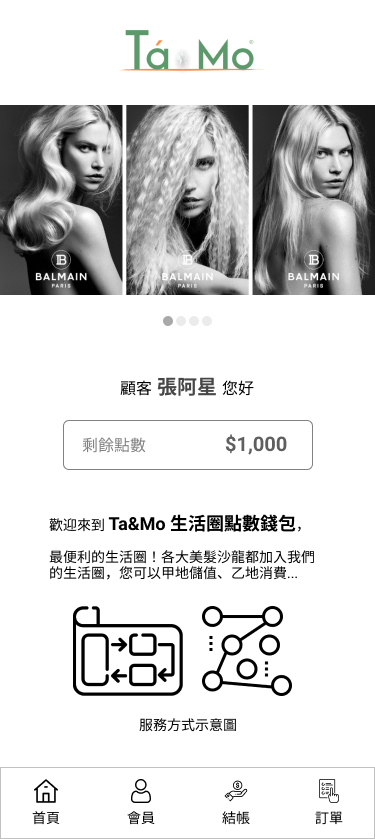 Tá Mo
BALMAIN
PARIS
BALMAIN
PARIS
BALMAIN
PARIS
顧客 張阿星 您好
剩餘點數 $1,000
歡迎來到 Ta&Mo 生活圈點數錢包，
最便利的生活圈！各大美髮沙龍都加入我們
的生活圈，您可以甲地儲值、乙地消費...
服務方式示意圖
首頁 會員 結帳 訂單